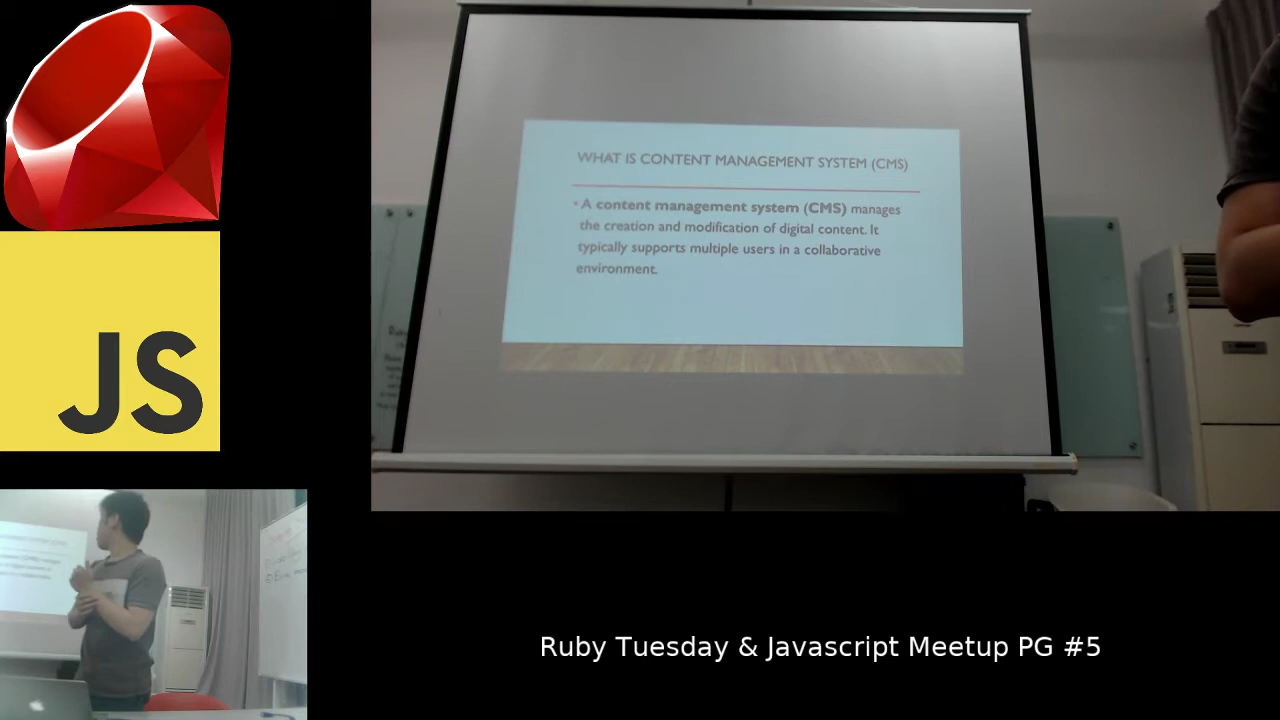 WHAT IS CONTENT MANAGEMENT SYSTEM (CMS)
• A content management system (CMS) manages
the creation and modification of digital content. It
typically supports multiple users in a collaborative
environment.
JS
Ruby Tuesday & Javascript Meetup PG #5